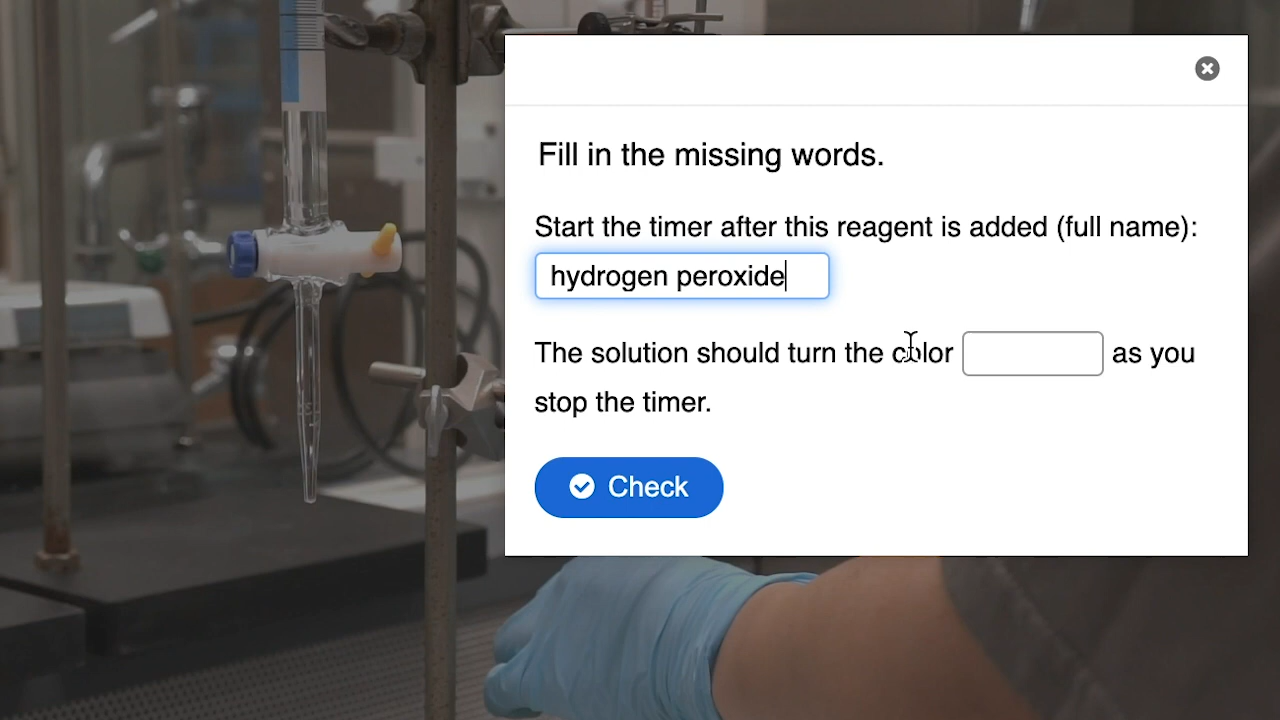 Fill in the missing words.
Start the timer after this reagent is added (full name):
hydrogen peroxide
The solution should turn the color as you
stop the timer.
Check